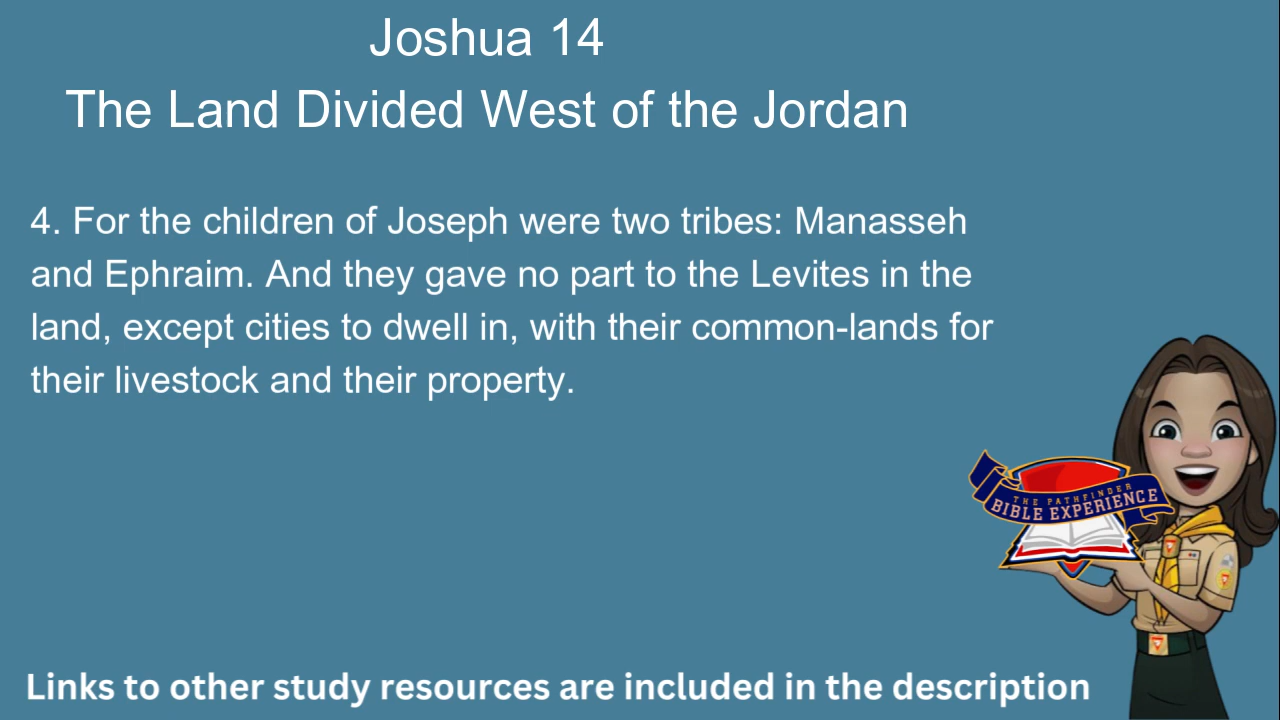 Joshua 14
The Land Divided West of the Jordan
4. For the children of Joseph were two tribes: Manasseh
and Ephraim. And they gave no part to the Levites in the
land, except cities to dwell in, with their common-lands for
their livestock and their property.
THE PATHFINDER
BIBLE EXPERIENCE
Links to other study resources are included in the description